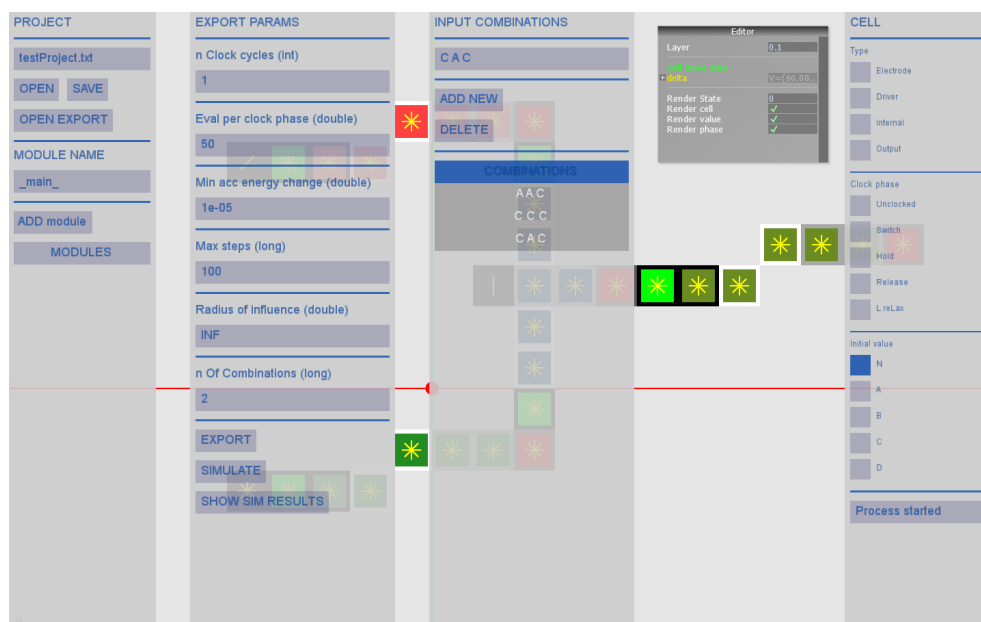 PROJECT
testProject.txt
OPEN SAVE
OPEN EXPORT
MODULE NAME
_main_
ADD module
MODULES
EXPORT PARAMS
n Clock cycles (int)
1
Eval per clock phase (double)
50
Min acc energy change (double)
1e-05
Max steps (long)
100
Radius of influence (double)
INF
n Of Combinations (long)
2
EXPORT
SIMULATE
SHOW SIM RESULTS
INPUT COMBINATIONS
C A C
ADD NEW
DELETE
COMBINATIONS
A A C
C C C
C A C
Editor
Layer 0.1
delta V={60.00..
Render State 0
Render cell
Render value
Render phase
CELL
Type
Electrode
Driver
Internal
Output
Clock phase
Unclocked
Switch
Hold
Release
L reLax
Initial value
N
A
B
C
D
Process started